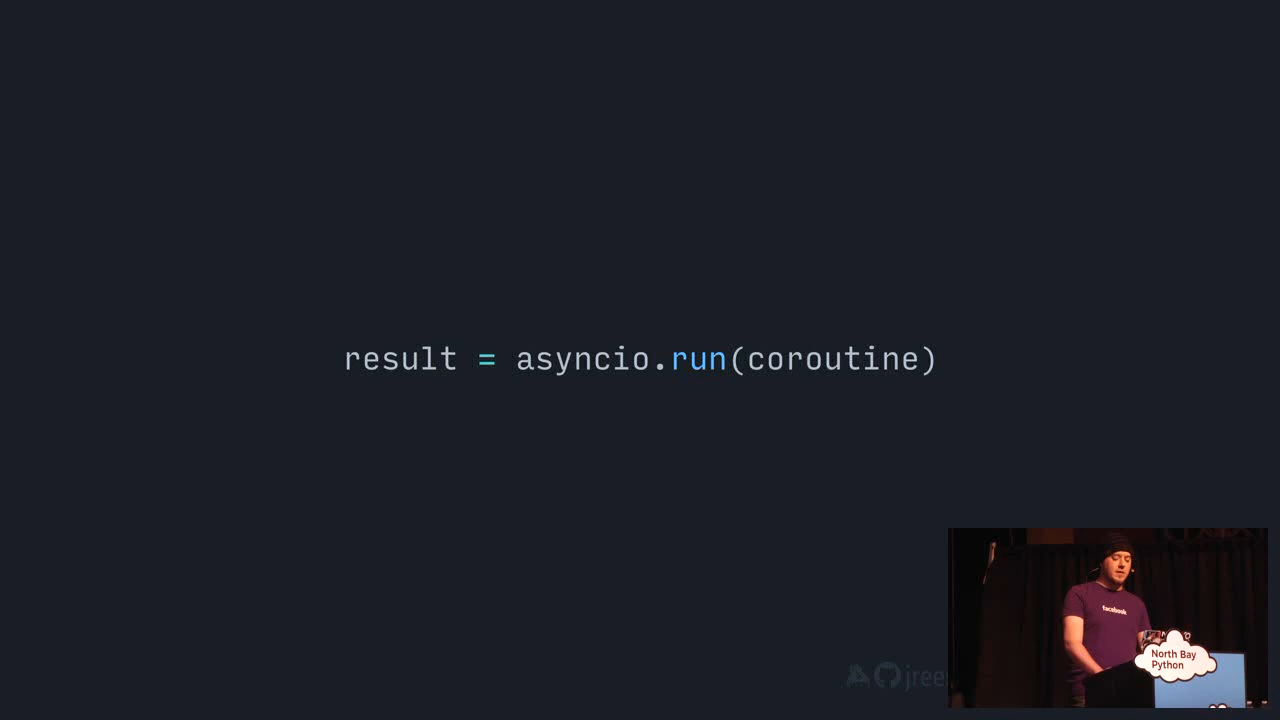 result = asyncio.run(coroutine)
facebook
North Bay
Python